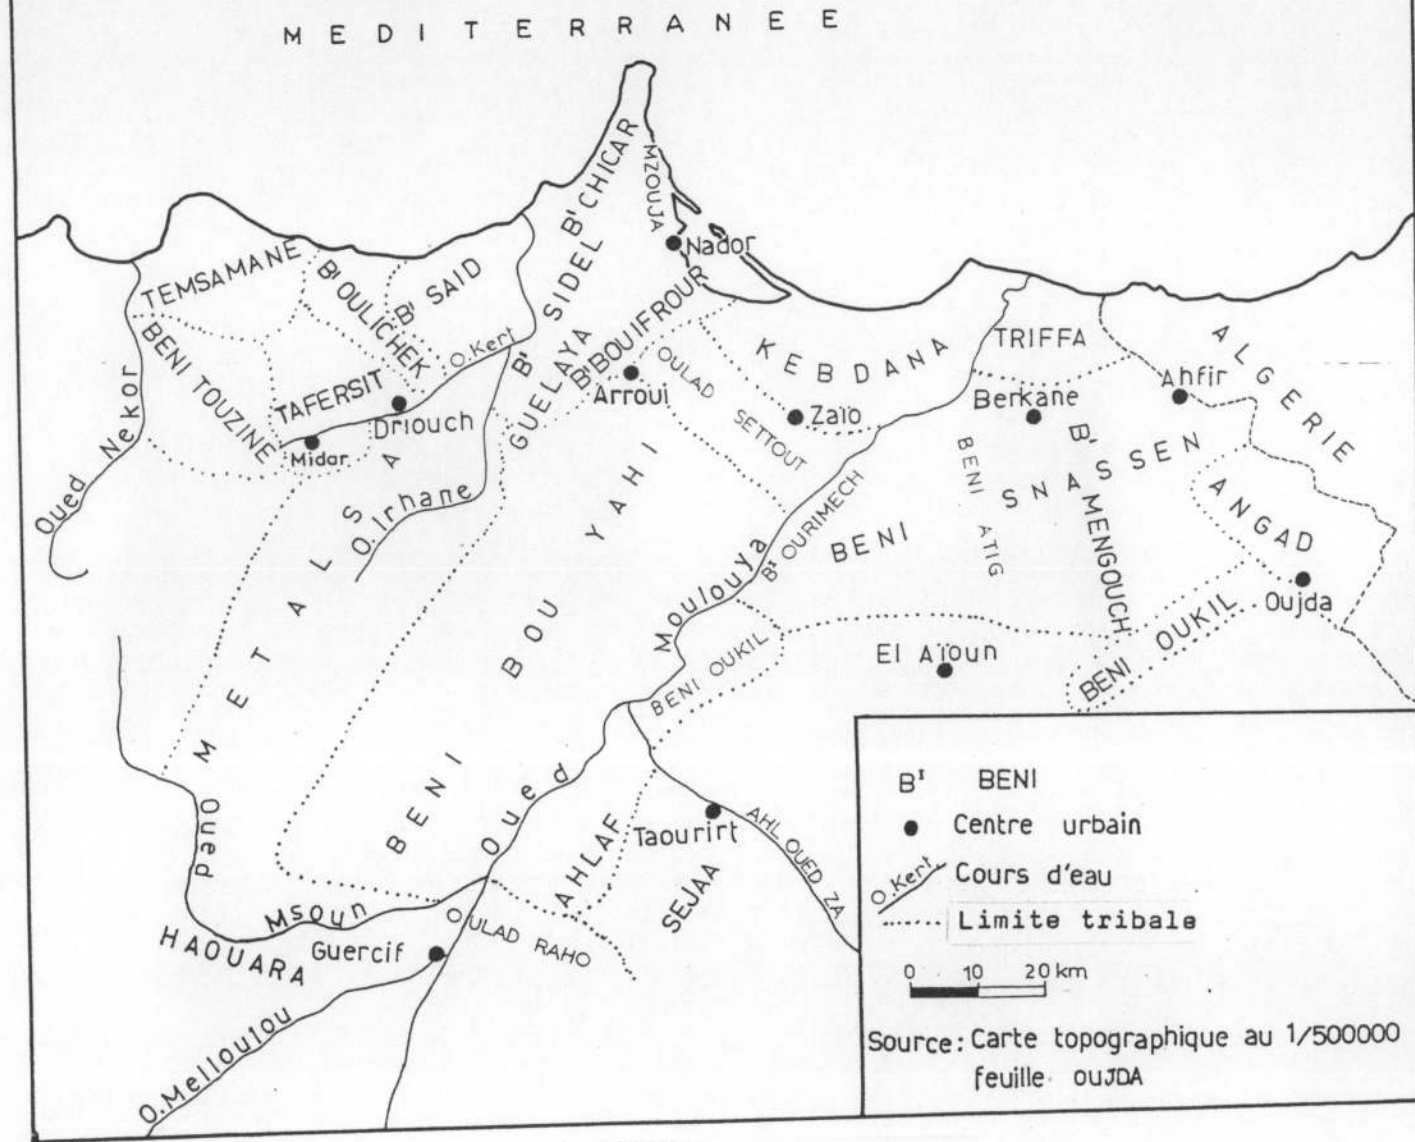 MEDITERRANEE
B' CHICAR
MZOUJA
Nador
TEMSAMANE
B' OULICHEK
B' SAID
B' SIDEL
GUELAYA
B' BOUIFROUR
BENI TOUZINE
TAFERSIT
O. Kert
Driouch
Midar
Arroui
OULAD
SETTOUT
KEBDANA
Zaïo
TRIFFA
Berkane
Ahfir
ALGERIE
Oued Nekor
O. Irhane
METALSA
BENI BOU YAHI
Oued Moulouya
B' OURIMECH
BENI
SNASSEN
BENI ATIG
B' MENGOUCH
ANGAD
Oujda
BENI OUKIL
El Aïoun
BENI OUKIL
Oued Msoun
HAOUARA
Guercif
OULAD RAHO
O. Melloulou
AHLAF
Taourirt
SEJAA
AHL OUED ZA
Bᴵ BENI
Centre urbain
O. Kert Cours d'eau
Limite tribale
0 10 20 km
Source: Carte topographique au 1/500000
feuille OUJDA